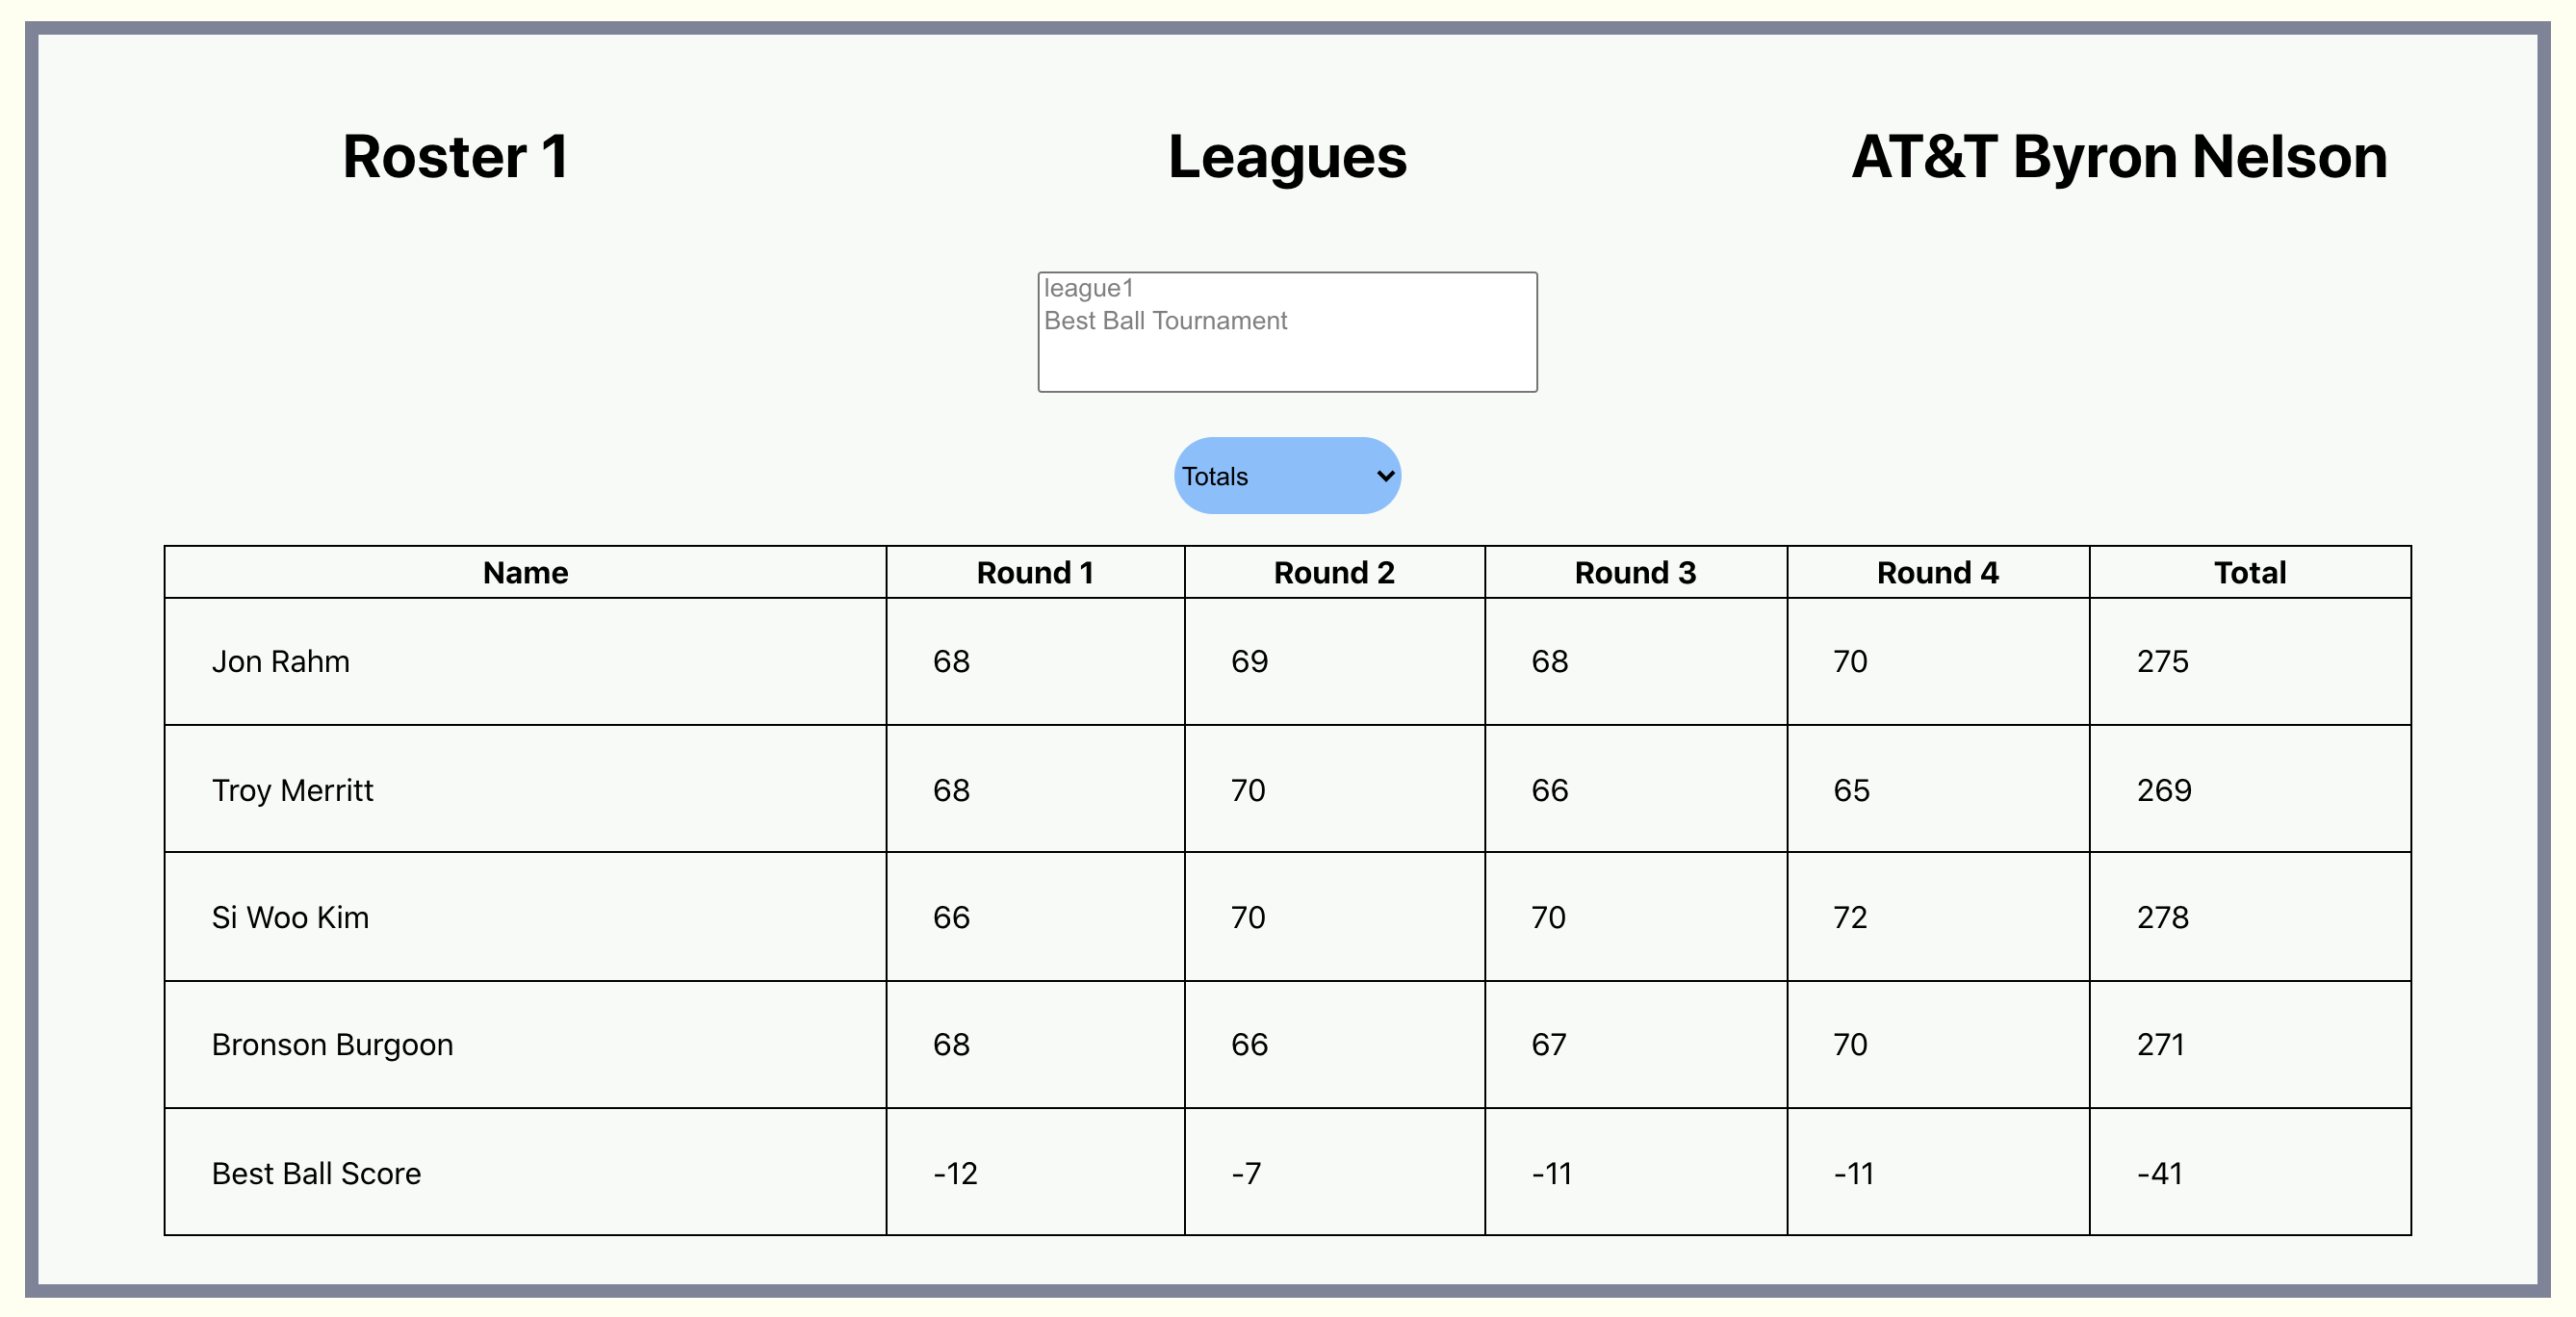 Roster 1 Leagues AT&T Byron Nelson
league1
Best Ball Tournament
Totals
Name Round 1 Round 2 Round 3 Round 4 Total
Jon Rahm 68 69 68 70 275
Troy Merritt 68 70 66 65 269
Si Woo Kim 66 70 70 72 278
Bronson Burgoon 68 66 67 70 271
Best Ball Score -12 -7 -11 -11 -41